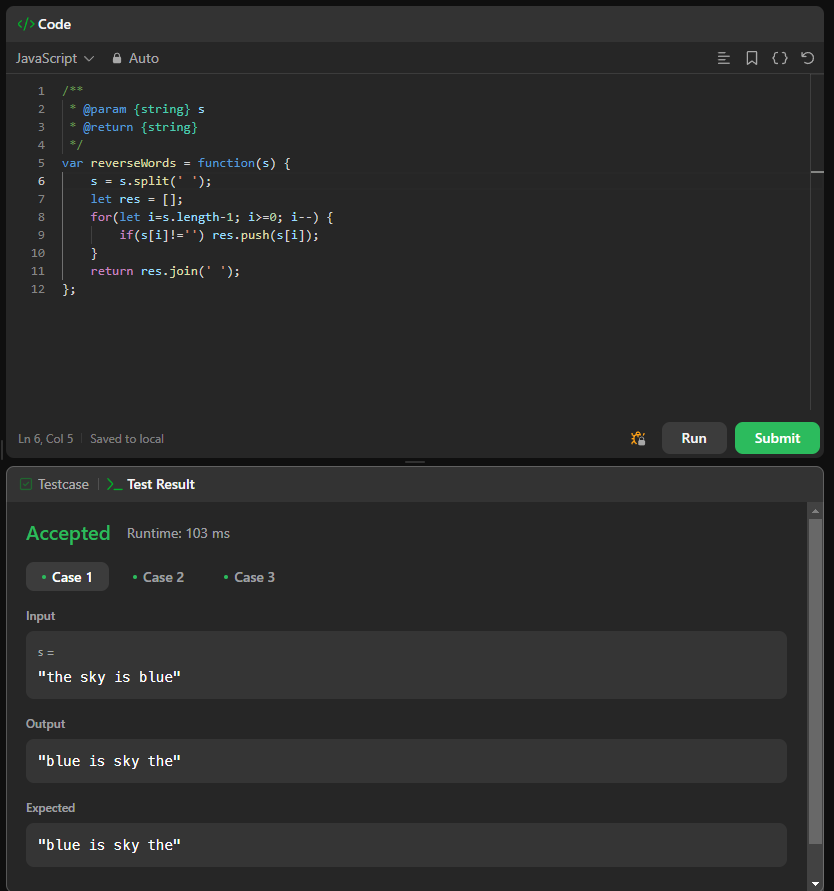 </> Code
JavaScript Auto
1 /**
2  * @param {string} s
3  * @return {string}
4  */
5 var reverseWords = function(s) {
6     s = s.split(' ');
7     let res = [];
8     for(let i=s.length-1; i>=0; i--) {
9         if(s[i]!='') res.push(s[i]);
10     }
11     return res.join(' ');
12 };
Ln 6, Col 5 Saved to local Run Submit
Testcase >_ Test Result
Accepted Runtime: 103 ms
• Case 1 • Case 2 • Case 3
Input
s =
"the sky is blue"
Output
"blue is sky the"
Expected
"blue is sky the"